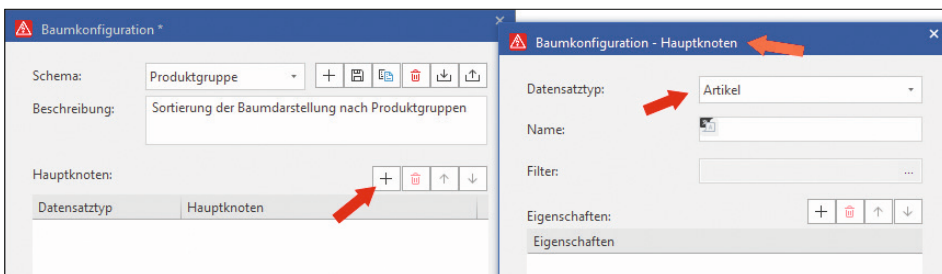 Baumkonfiguration *
Schema:
Produktgruppe
Beschreibung:
Sortierung der Baumdarstellung nach Produktgruppen
Hauptknoten:
Datensatztyp Hauptknoten
Baumkonfiguration - Hauptknoten
Datensatztyp:
Artikel
Name:
Filter:
...
Eigenschaften:
Eigenschaften